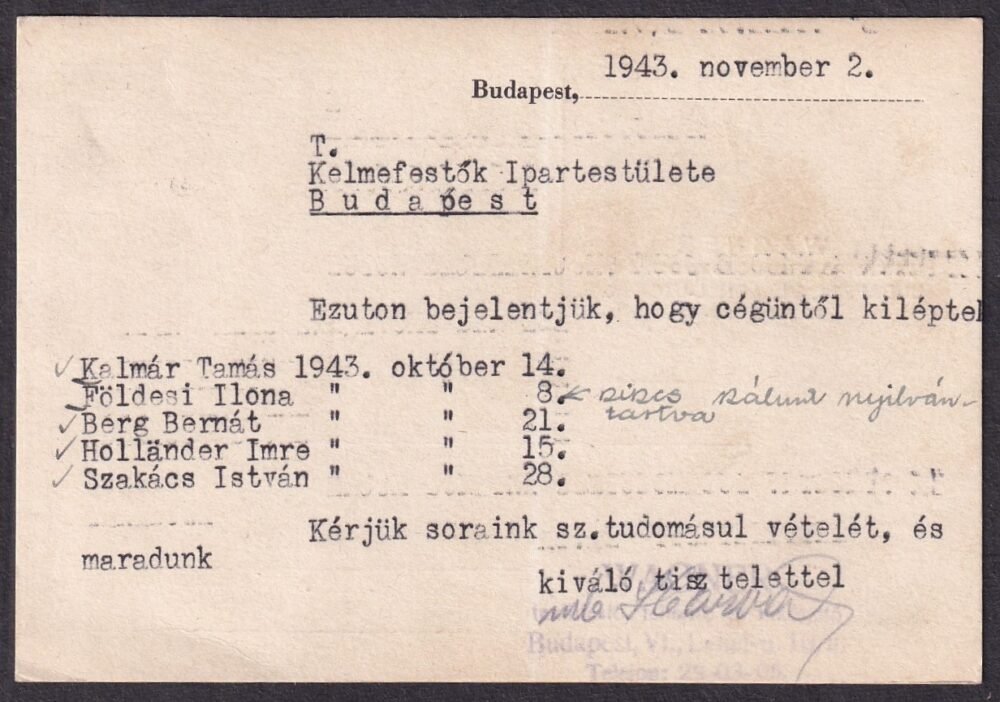 1943. november 2.
Budapest,
T.
Kelmefestők Ipartestülete
B u d a p e s t
Ezuton bejelentjük, hogy cégüntől kiléptek
Kalmár Tamás 1943. október 14.
Földesi Ilona " " 8. nincs nálunk nyilván-
tartva
Berg Bernát " " 21.
Holländer Imre " " 15.
Szakács István " " 28.
Kérjük soraink sz.tudomásul vételét, és
maradunk
kiváló tisztelettel
Budapest, VI.,